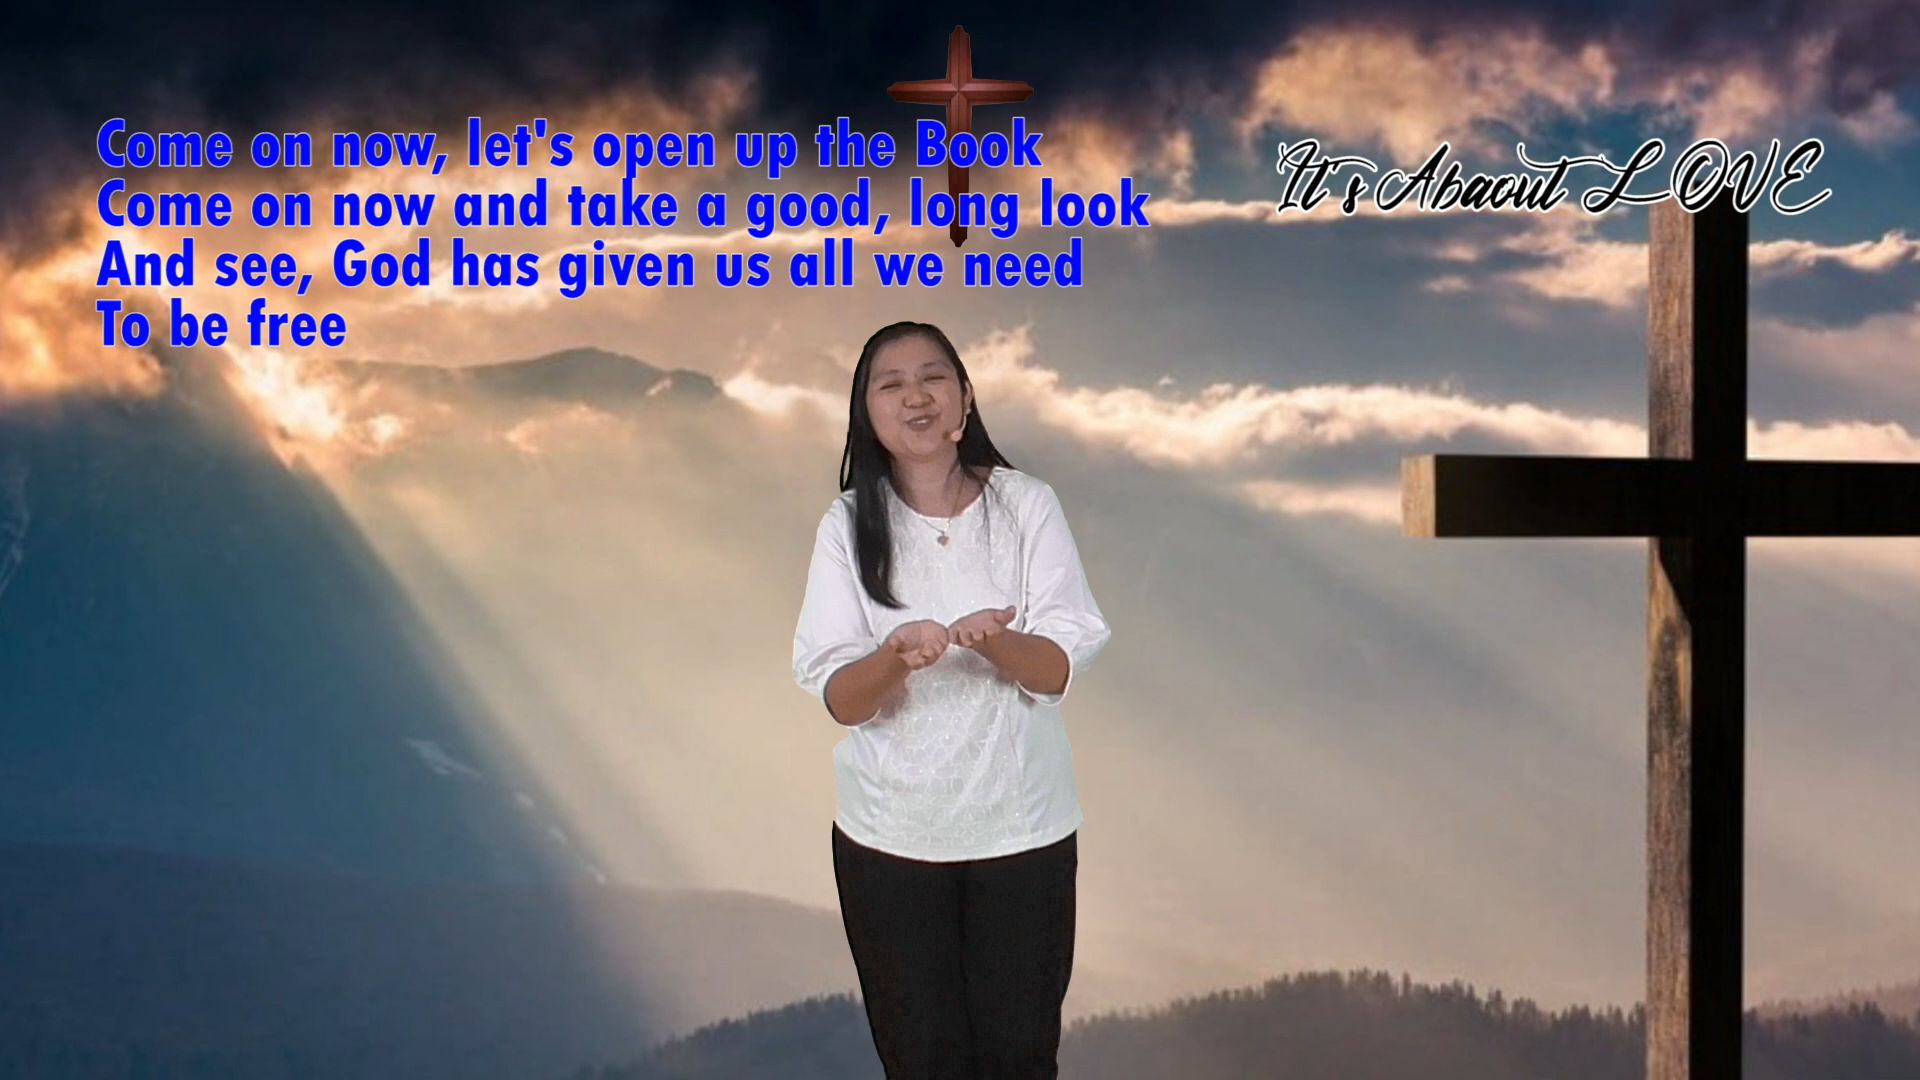 Come on now, let's open up the Book
Come on now and take a good, long look
And see, God has given us all we need
To be free
It's Abaout LOVE